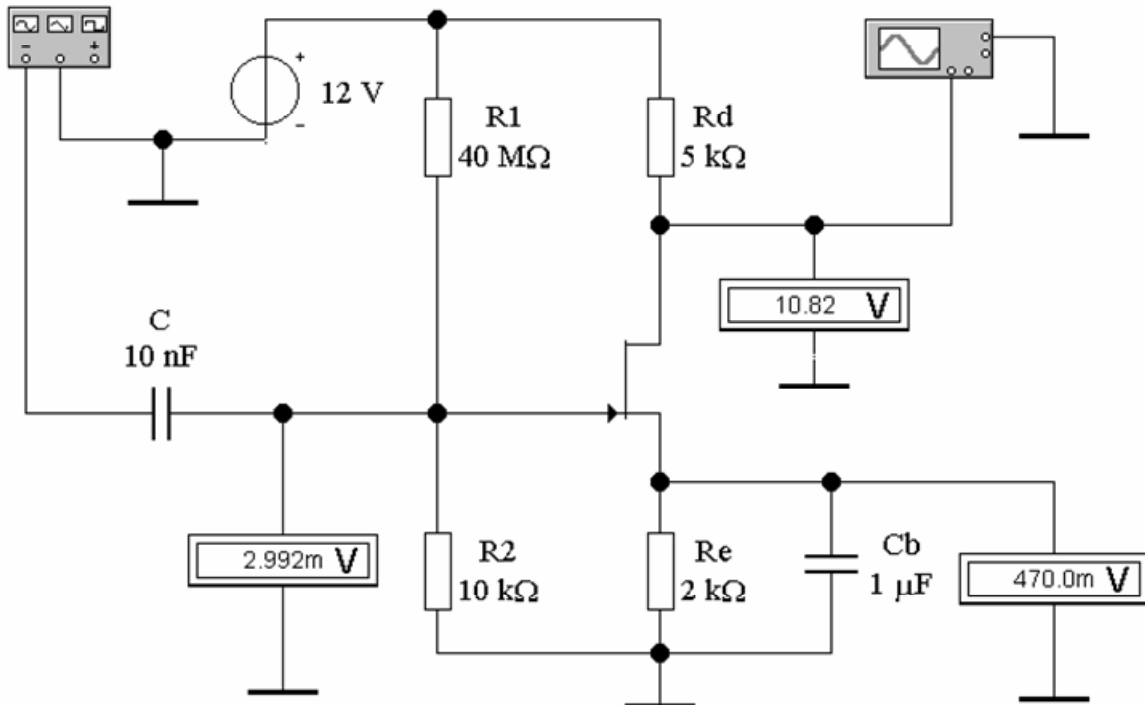 − +
+
12 V
−
R1
40 MΩ
Rd
5 kΩ
10.82 V
C
10 nF
2.992m V
R2
10 kΩ
Re
2 kΩ
Cb
1 μF
470.0m V